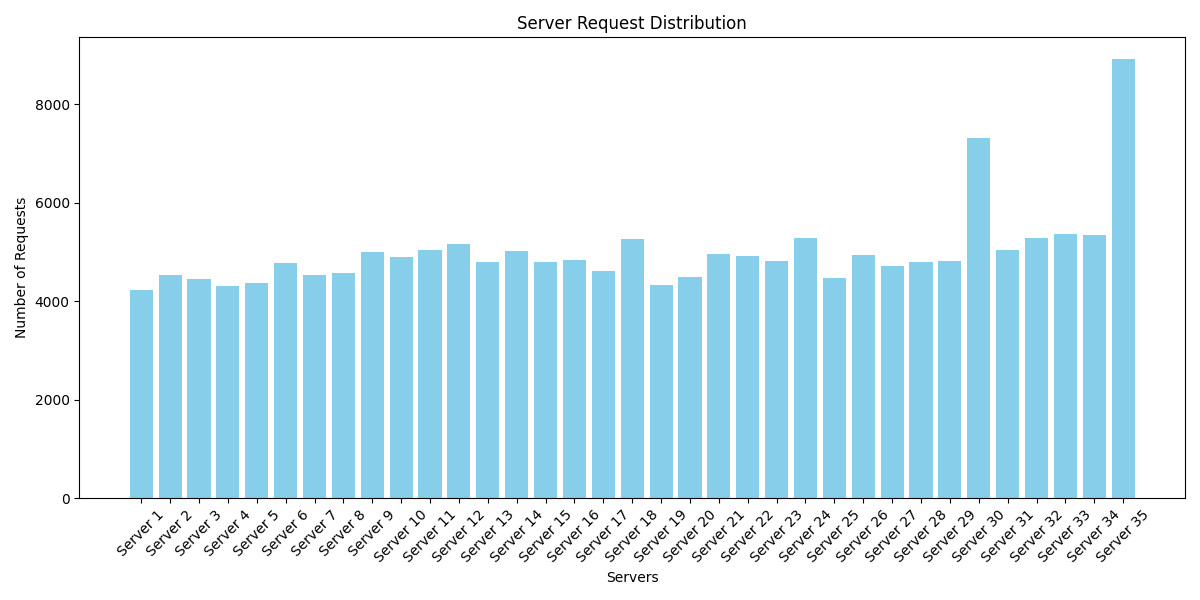 Server Request Distribution
Number of Requests
8000
6000
4000
2000
0
Server 1
Server 2
Server 3
Server 4
Server 5
Server 6
Server 7
Server 8
Server 9
Server 10
Server 11
Server 12
Server 13
Server 14
Server 15
Server 16
Server 17
Server 18
Server 19
Server 20
Server 21
Server 22
Server 23
Server 24
Server 25
Server 26
Server 27
Server 28
Server 29
Server 30
Server 31
Server 32
Server 33
Server 34
Server 35
Servers